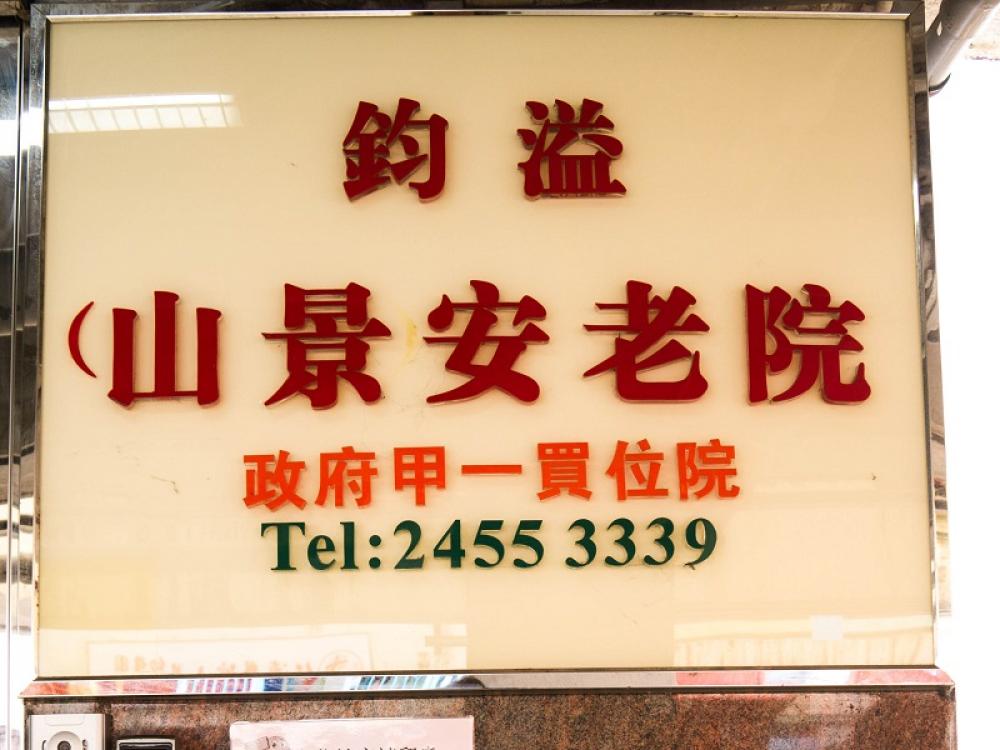 鈞溢
(山景安老院
政府甲一買位院
Tel:2455 3339